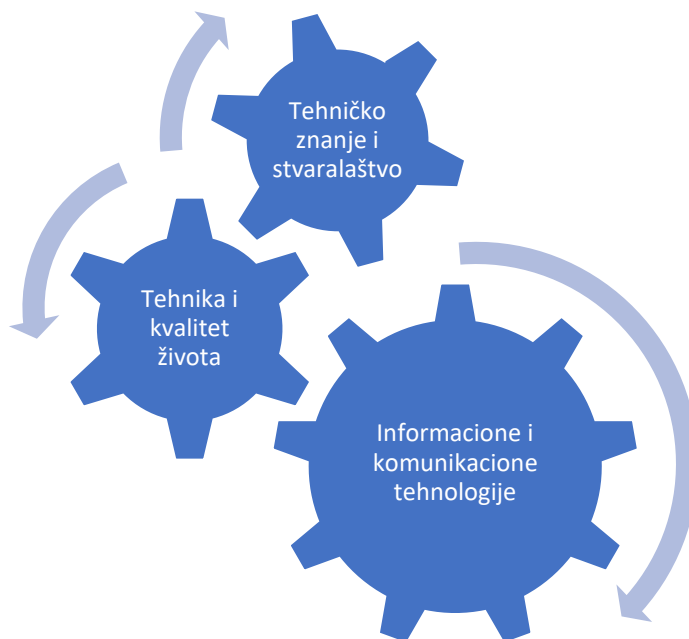 Tehničko
znanje i
stvaralaštvo
Tehnika i
kvalitet
života
Informacione i
komunikacione
tehnologije